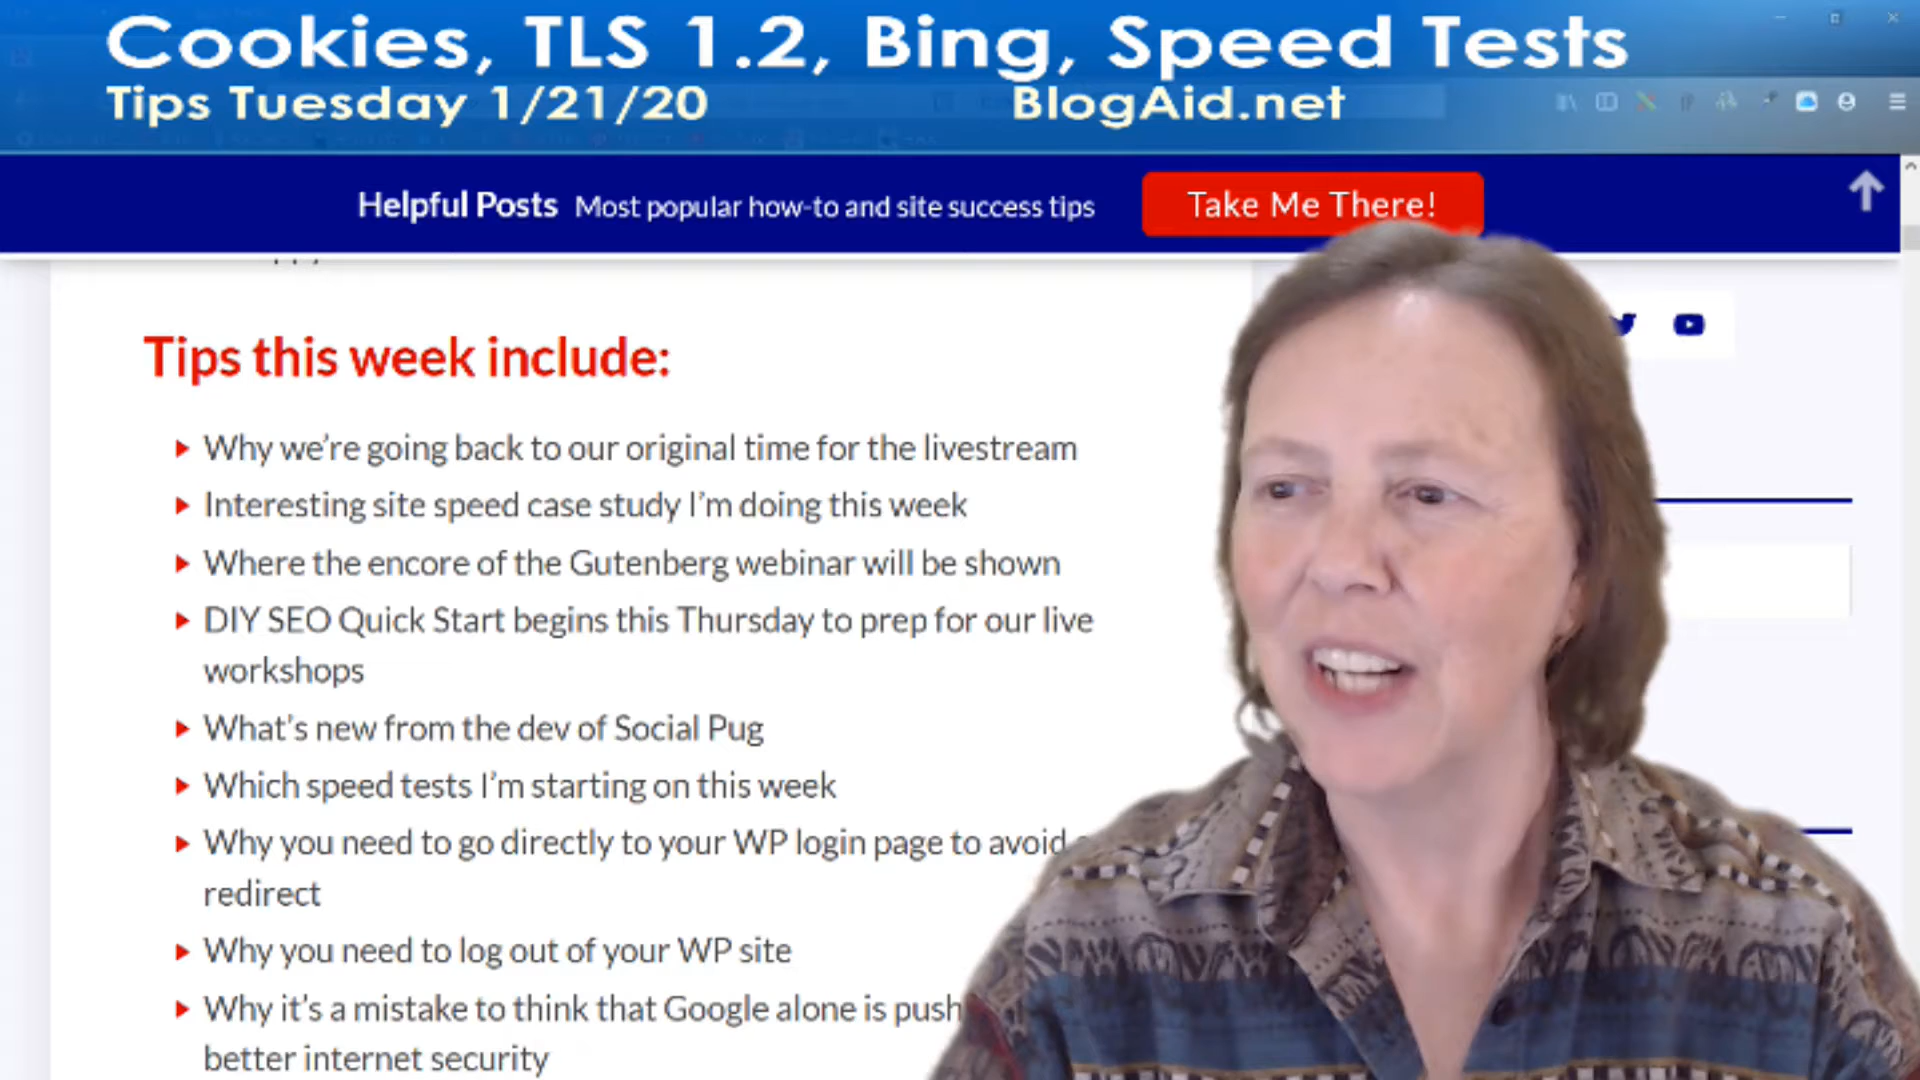 Cookies, TLS 1.2, Bing, Speed Tests
Tips Tuesday 1/21/20
BlogAid.net
Helpful Posts Most popular how-to and site success tips
Take Me There!
Tips this week include:
Why we’re going back to our original time for the livestream
Interesting site speed case study I’m doing this week
Where the encore of the Gutenberg webinar will be shown
DIY SEO Quick Start begins this Thursday to prep for our live
workshops
What’s new from the dev of Social Pug
Which speed tests I’m starting on this week
Why you need to go directly to your WP login page to avoid
redirect
Why you need to log out of your WP site
Why it’s a mistake to think that Google alone is push
better internet security